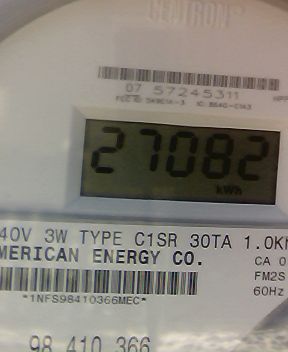 CENTRON
07 57245311
27082
kWh
40V 3W TYPE C1SR 30TA 1.0K
MERICAN ENERGY CO.
CA 0
FM2S
60Hz
*1NFS98410366MEC*
98 410 366